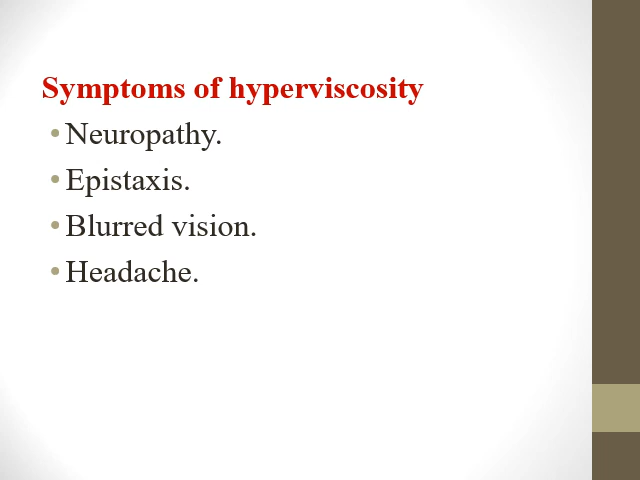 Symptoms of hyperviscosity
• Neuropathy.
• Epistaxis.
• Blurred vision.
• Headache.